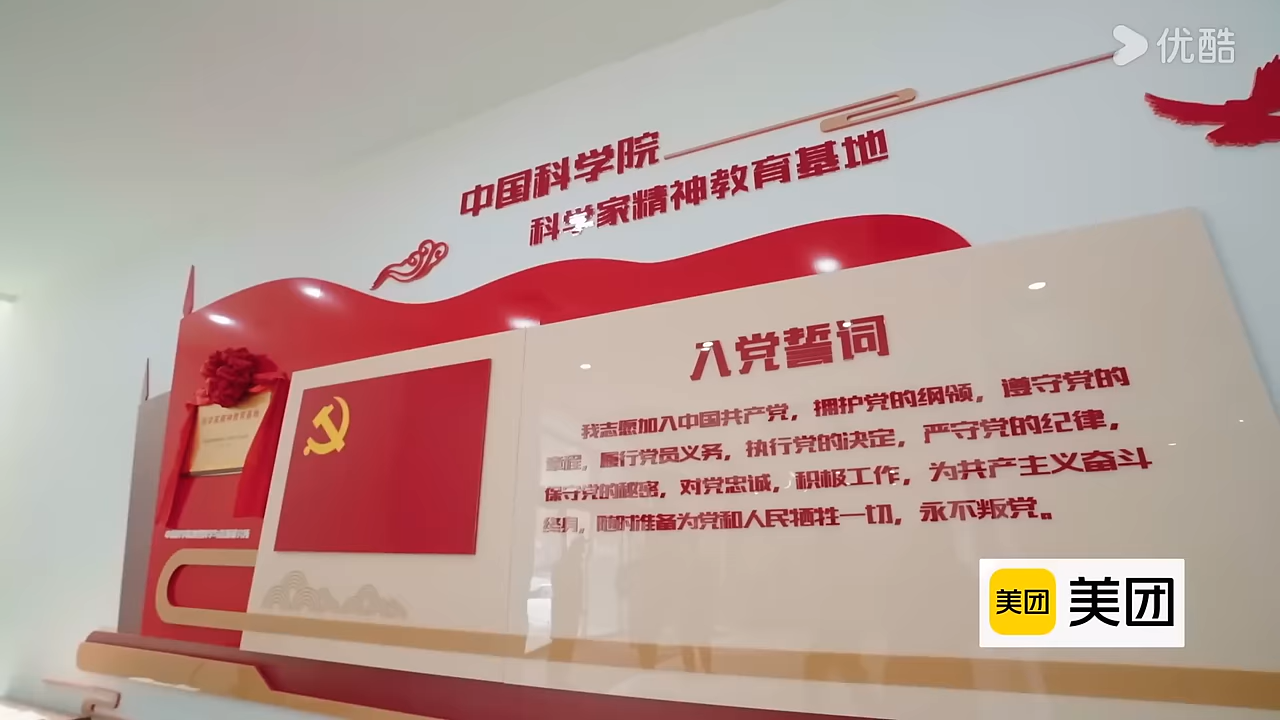 优酷
中国科学院
科学家精神教育基地
入党誓词
我志愿加入中国共产党，拥护党的纲领，遵守党的
章程，履行党员义务，执行党的决定，严守党的纪律，
保守党的秘密，对党忠诚，积极工作，为共产主义奋斗
终身，随时准备为党和人民牺牲一切，永不叛党。
美团 美团